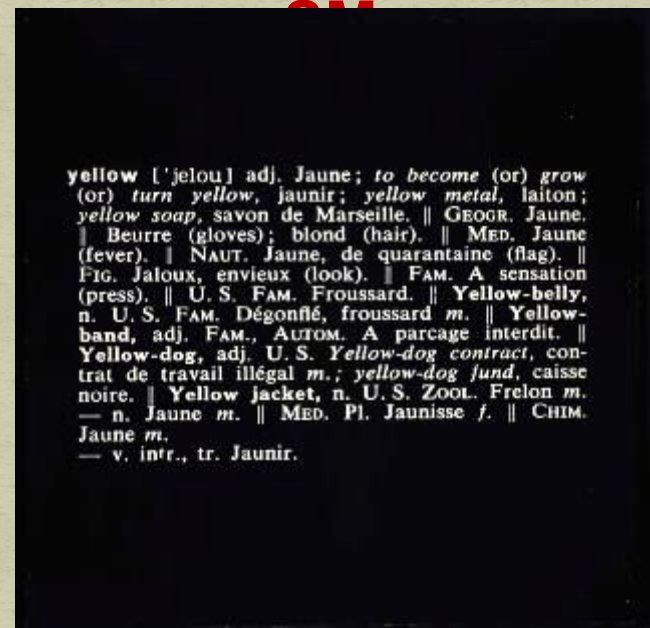 yellow ['jelou] adj. Jaune; to become (or) grow
(or) turn yellow, jaunir; yellow metal, laiton;
yellow soap, savon de Marseille. || GEOGR. Jaune.
|| Beurre (gloves); blond (hair). || MED. Jaune
(fever). || NAUT. Jaune, de quarantaine (flag). ||
FIG. Jaloux, envieux (look). || FAM. A sensation
(press). || U. S. FAM. Froussard. || Yellow-belly,
n. U. S. FAM. Dégonflé, froussard m. || Yellow-
band, adj. FAM., AUTOM. A parcage interdit. ||
Yellow-dog, adj. U. S. Yellow-dog contract, con-
trat de travail illégal m.; yellow-dog fund, caisse
noire. || Yellow jacket, n. U. S. ZOOL. Frelon m.
— n. Jaune m. || MED. Pl. Jaunisse f. || CHIM.
Jaune m.
— v. intr., tr. Jaunir.